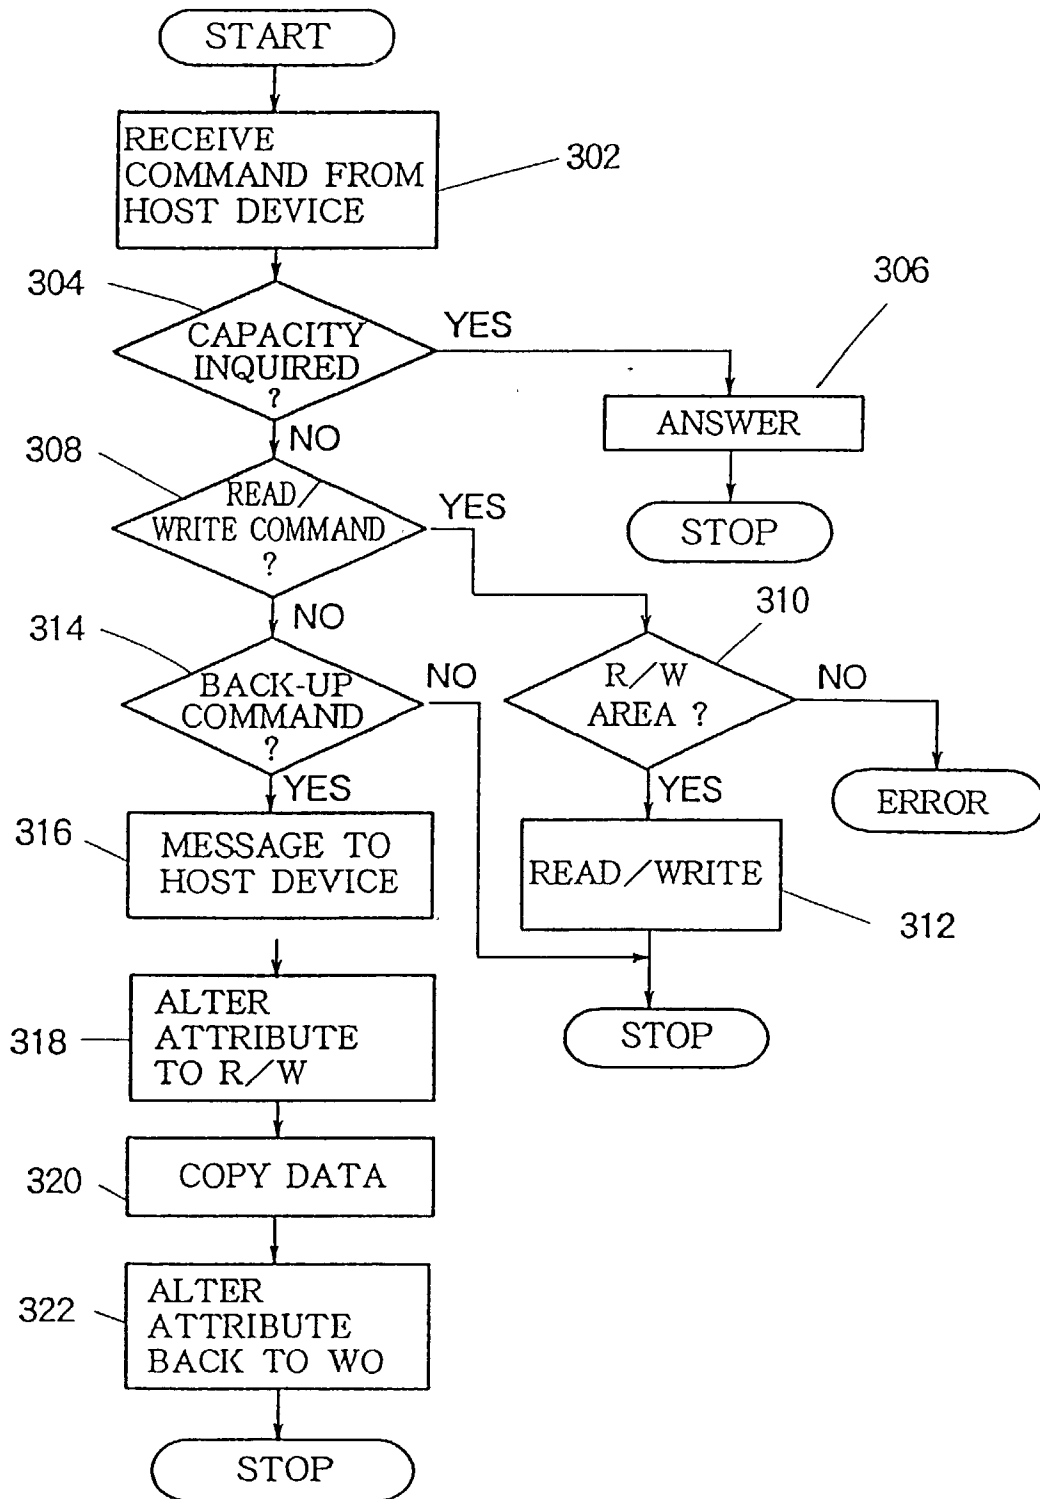 START
RECEIVE
COMMAND FROM
HOST DEVICE
302
304
CAPACITY
INQUIRED
?
YES
306
ANSWER
NO
STOP
308
READ/
WRITE COMMAND
?
YES
NO
310
314
BACK-UP
COMMAND
?
NO
R/W
AREA ?
NO
YES
YES
ERROR
316
MESSAGE TO
HOST DEVICE
READ/WRITE
312
318
ALTER
ATTRIBUTE
TO R/W
STOP
320
COPY DATA
322
ALTER
ATTRIBUTE
BACK TO WO
STOP